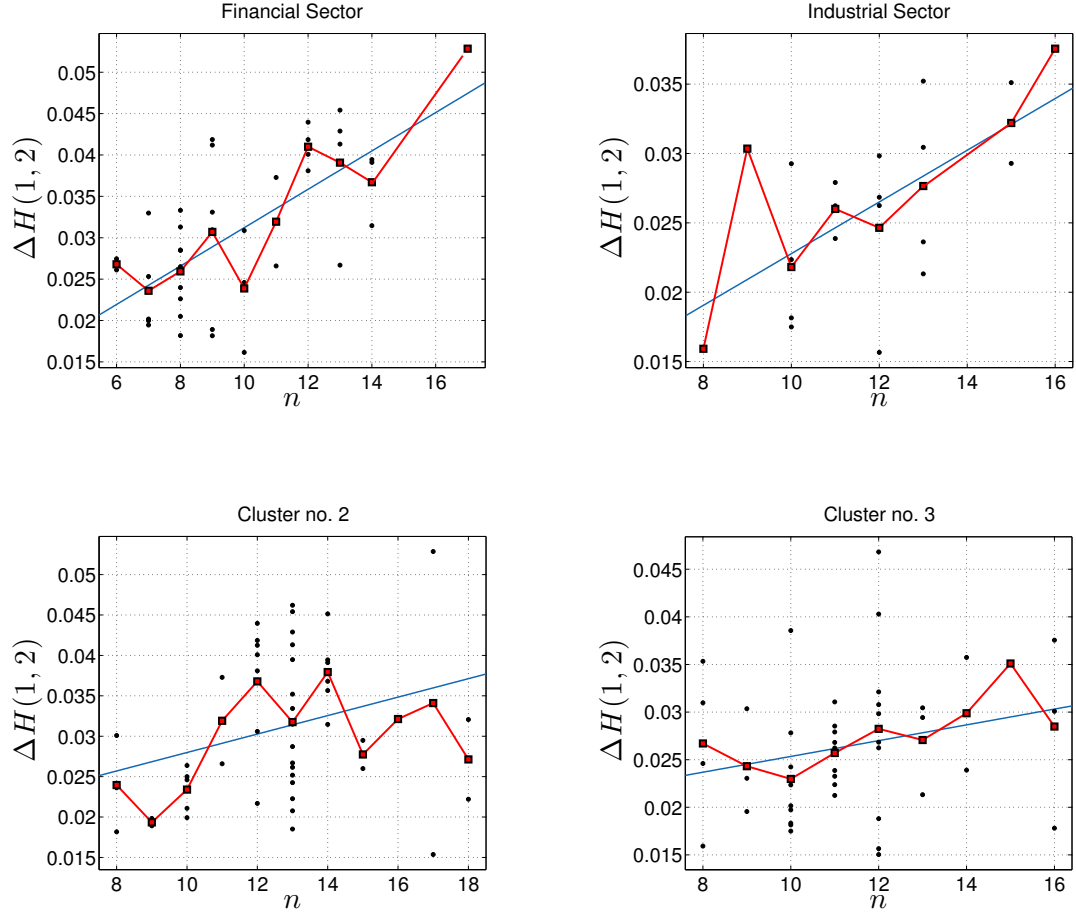 Financial Sector
0.05
0.045
0.04
0.035
0.03
0.025
0.02
0.015
ΔH(1, 2)
6 8 10 12 14 16
n
Industrial Sector
0.035
0.03
0.025
0.02
0.015
ΔH(1, 2)
8 10 12 14 16
n
Cluster no. 2
0.05
0.045
0.04
0.035
0.03
0.025
0.02
0.015
ΔH(1, 2)
8 10 12 14 16 18
n
Cluster no. 3
0.045
0.04
0.035
0.03
0.025
0.02
0.015
ΔH(1, 2)
8 10 12 14 16
n